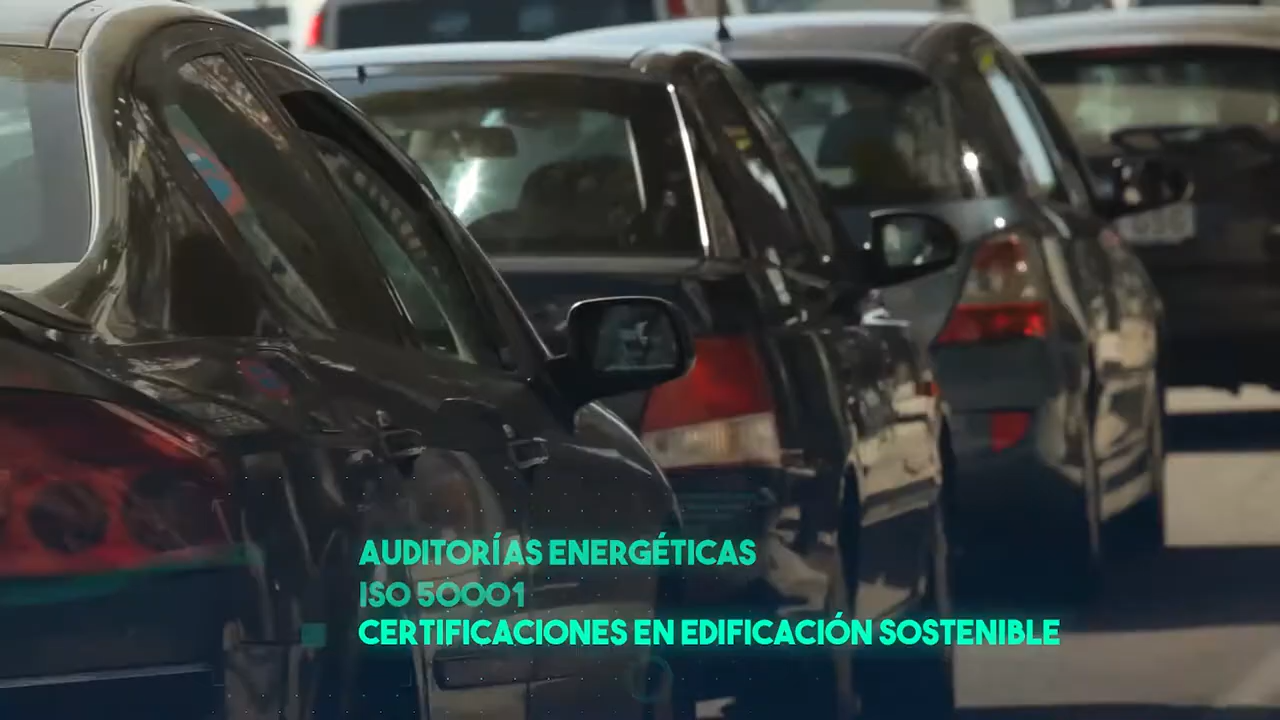 AUDITORÍAS ENERGÉTICAS
ISO 50001
CERTIFICACIONES EN EDIFICACIÓN SOSTENIBLE